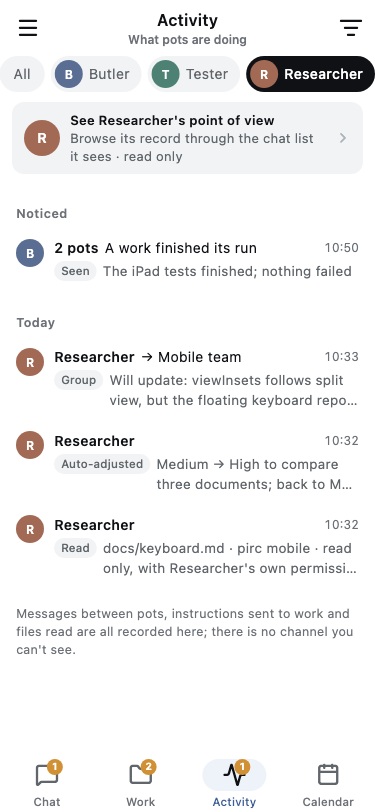 Activity
What pots are doing
All
B Butler
T Tester
R Researcher
R
See Researcher's point of view
Browse its record through the chat list
it sees · read only
Noticed
B
2 pots A work finished its run 10:50
Seen The iPad tests finished; nothing failed
Today
R
Researcher → Mobile team 10:33
Group Will update: viewInsets follows split
view, but the floating keyboard repo...
R
Researcher 10:32
Auto-adjusted Medium → High to compare
three documents; back to M...
R
Researcher 10:32
Read docs/keyboard.md · pirc mobile · read
only, with Researcher's own permissi...
Messages between pots, instructions sent to work and
files read are all recorded here; there is no channel you
can't see.
1 2 1
Chat Work Activity Calendar